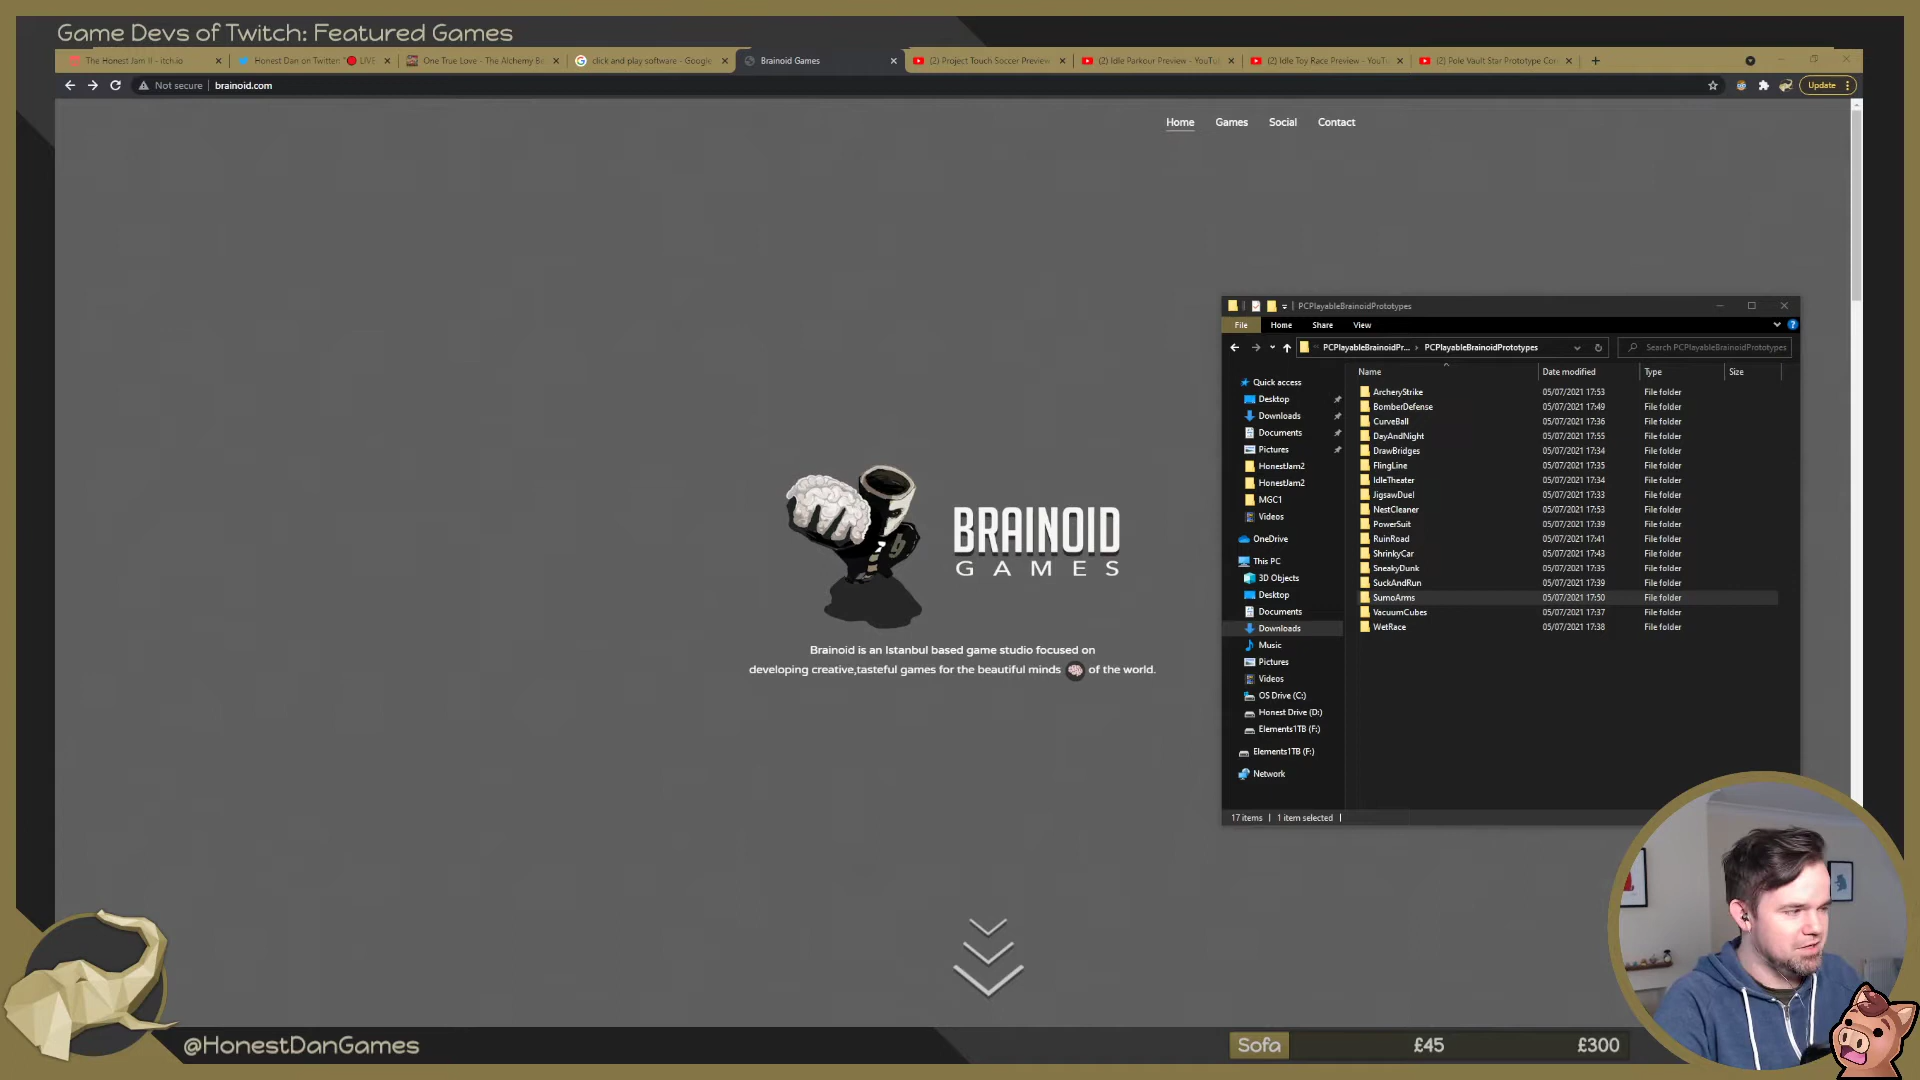 Game Devs of Twitch: Featured Games
The Honest Jam II - itch.io
Honest Dan on Twitter: "🔴 LIVE
One True Love - The Alchemy Be
click and play software - Google
Brainoid Games
(2) Project Touch Soccer Preview
(2) Idle Parkour Preview - YouTu
(2) Idle Toy Race Preview - YouT
(2) Pole Vault Star Prototype Co
Not secure | brainoid.com
Update
Home Games Social Contact
BRAINOID
GAMES
Brainoid is an Istanbul based game studio focused on
developing creative,tasteful games for the beautiful minds of the world.
PCPlayableBrainoidPrototypes
File Home Share View
PCPlayableBrainoidPr... > PCPlayableBrainoidPrototypes
Search PCPlayableBrainoidPrototypes
Name Date modified Type Size
Quick access
Desktop
Downloads
Documents
Pictures
HonestJam2
HonestJam2
MGC1
Videos
OneDrive
This PC
3D Objects
Desktop
Documents
Downloads
Music
Pictures
Videos
OS Drive (C:)
Honest Drive (D:)
Elements1TB (F:)
Elements1TB (F:)
Network
ArcheryStrike 05/07/2021 17:53 File folder
BomberDefense 05/07/2021 17:49 File folder
CurveBall 05/07/2021 17:36 File folder
DayAndNight 05/07/2021 17:55 File folder
DrawBridges 05/07/2021 17:34 File folder
FlingLine 05/07/2021 17:35 File folder
IdleTheater 05/07/2021 17:34 File folder
JigsawDuel 05/07/2021 17:33 File folder
NestCleaner 05/07/2021 17:53 File folder
PowerSuit 05/07/2021 17:39 File folder
RuinRoad 05/07/2021 17:41 File folder
ShrinkyCar 05/07/2021 17:43 File folder
SneakyDunk 05/07/2021 17:35 File folder
SuckAndRun 05/07/2021 17:39 File folder
SumoArms 05/07/2021 17:50 File folder
VacuumCubes 05/07/2021 17:37 File folder
WetRace 05/07/2021 17:38 File folder
17 items | 1 item selected |
@HonestDanGames
Sofa £45 £300